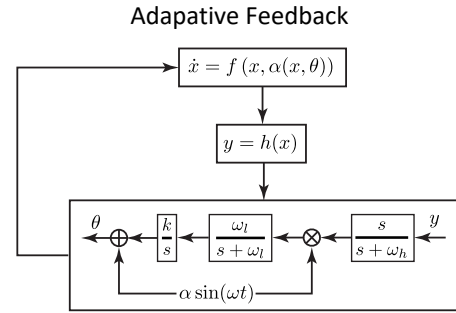 Adapative Feedback
ẋ = f (x, α(x, θ))
y = h(x)
θ k/s ω_l/(s + ω_l) s/(s + ω_h) y
α sin(ωt)